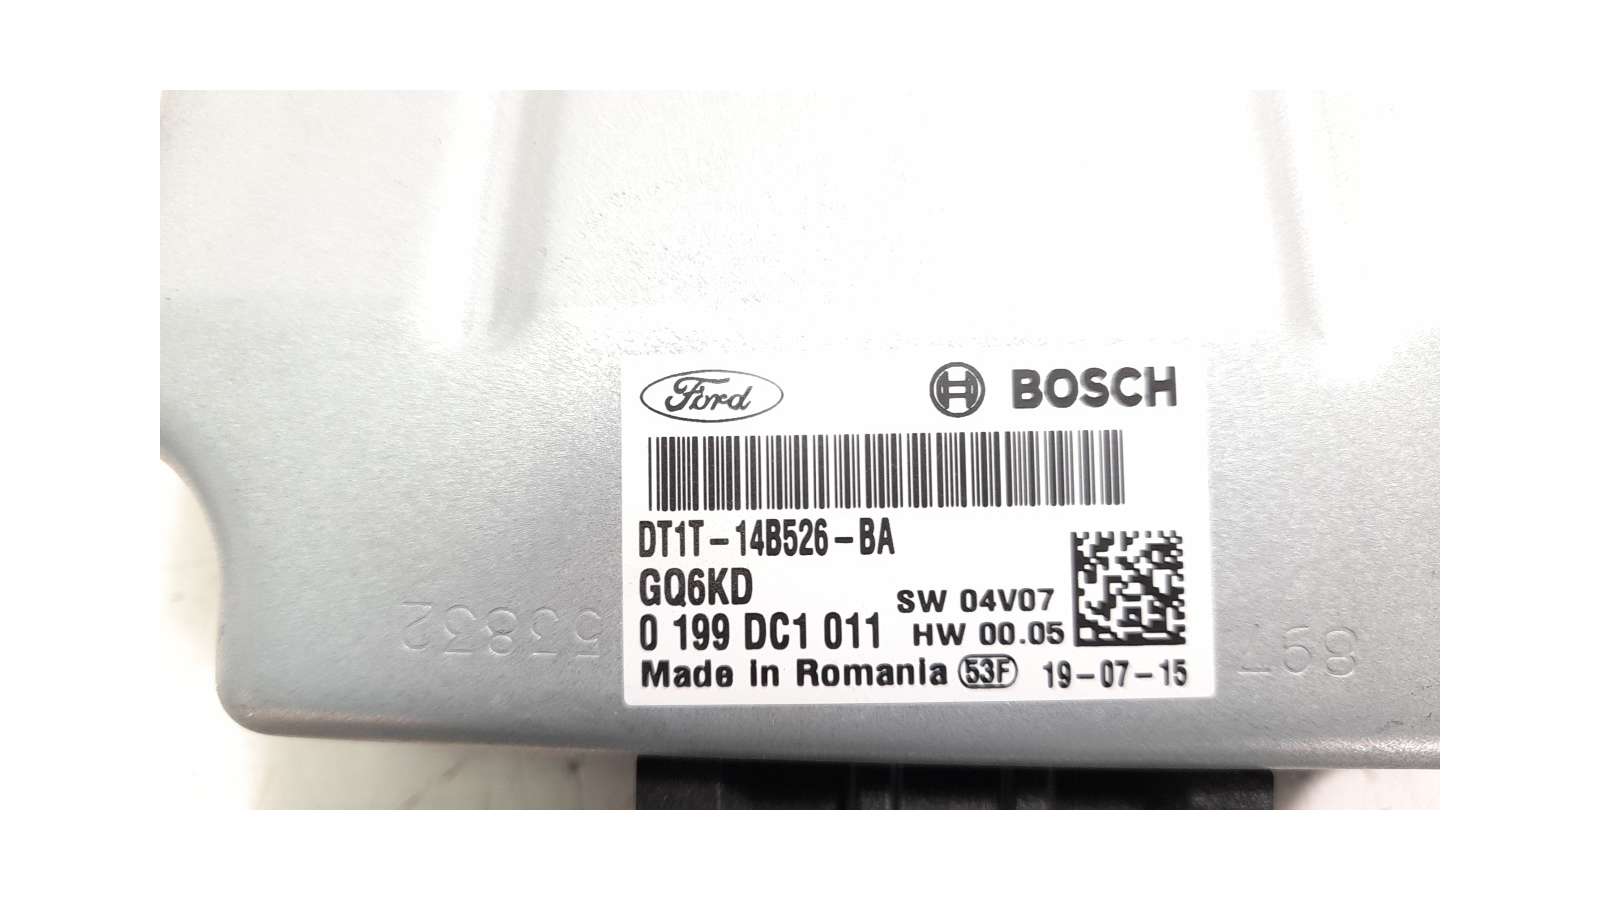 Ford BOSCH
DT1T-14B526-BA
GQ6KD
SW 04V07
0 199 DC1 011
HW 00.05
Made in Romania 53F 19-07-15
53832